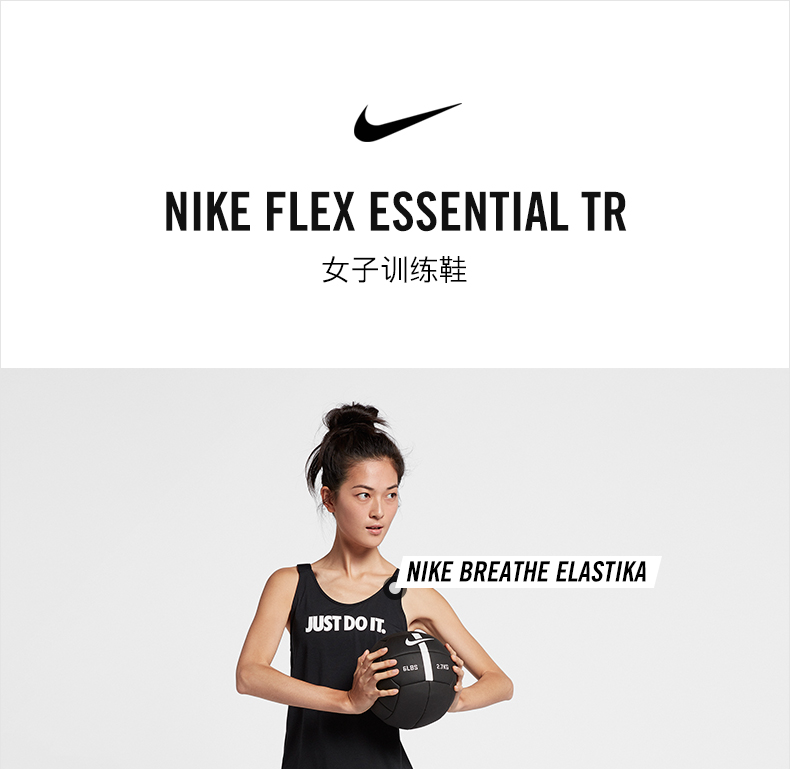 NIKE FLEX ESSENTIAL TR
女子训练鞋
NIKE BREATHE ELASTIKA
JUST DO IT.
6LBS 2.7KG